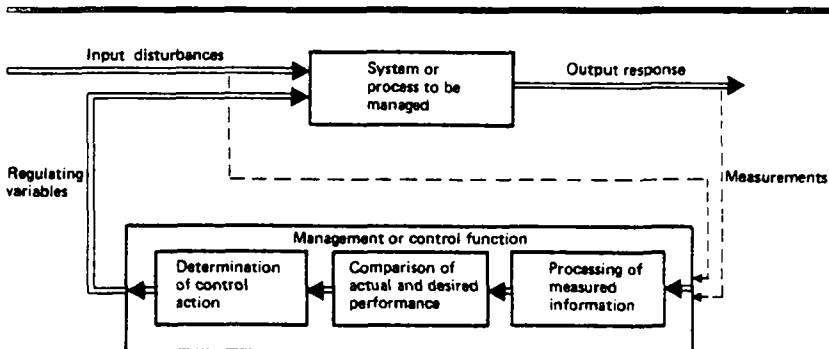 Input disturbances
System or
process to be
managed
Output response
Regulating
variables
Measurements
Management or control function
Determination
of control
action
Comparison of
actual and desired
performance
Processing of
measured
information